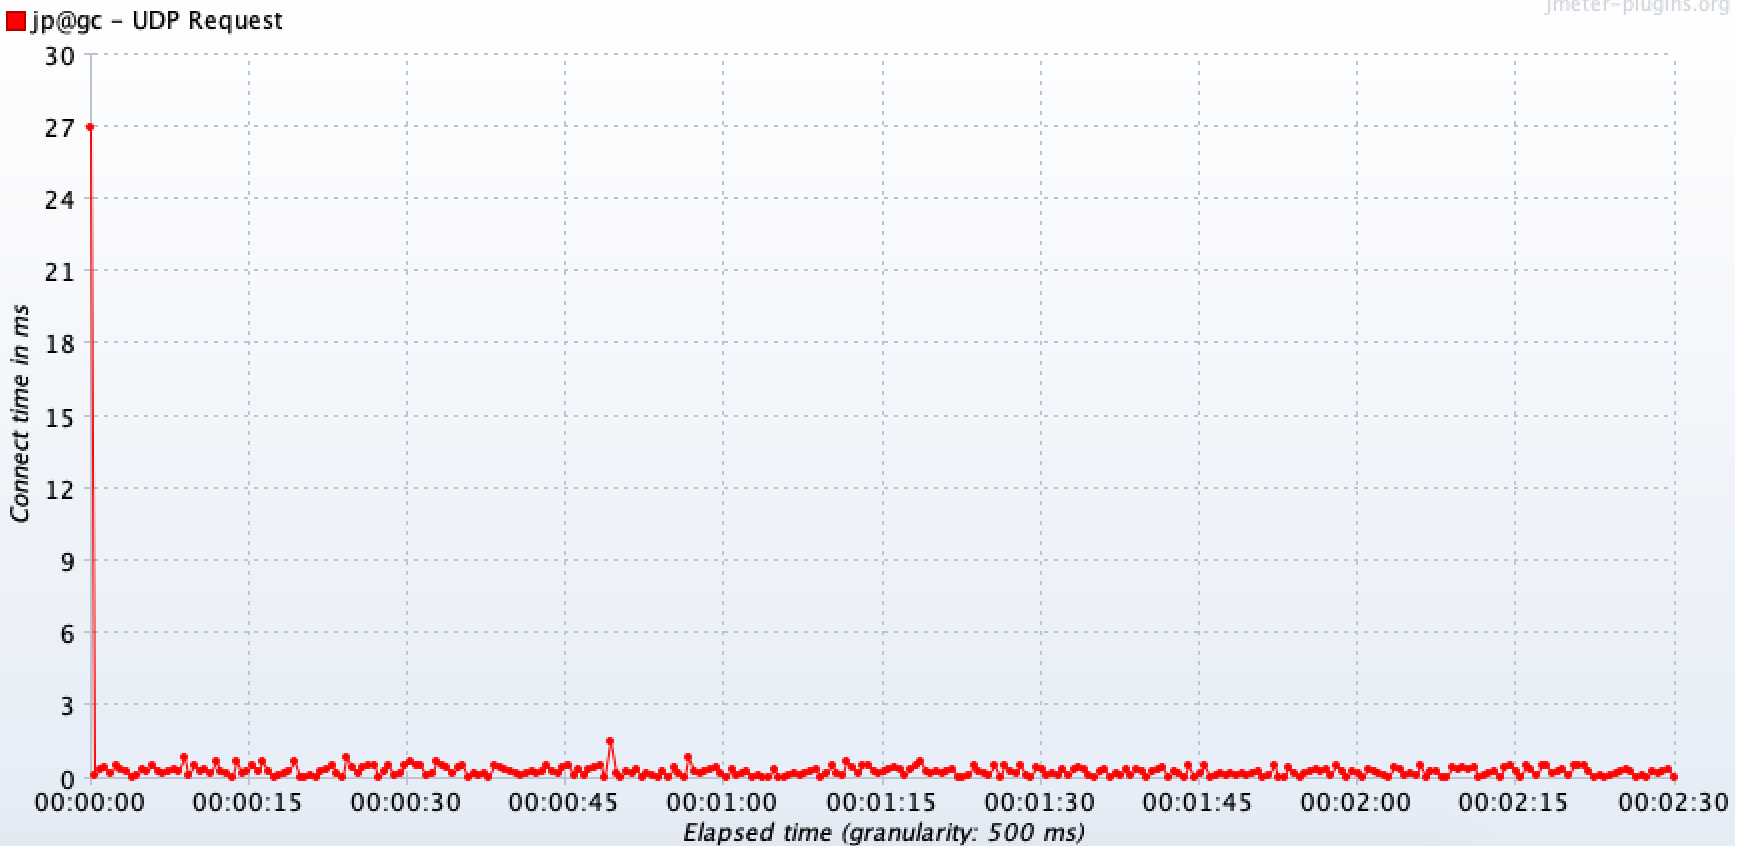 jmeter-plugins.org
jp@gc - UDP Request
30
27
24
21
18
15
12
9
6
3
0
Connect time in ms
00:00:00 00:00:15 00:00:30 00:00:45 00:01:00 00:01:15 00:01:30 00:01:45 00:02:00 00:02:15 00:02:30
Elapsed time (granularity: 500 ms)